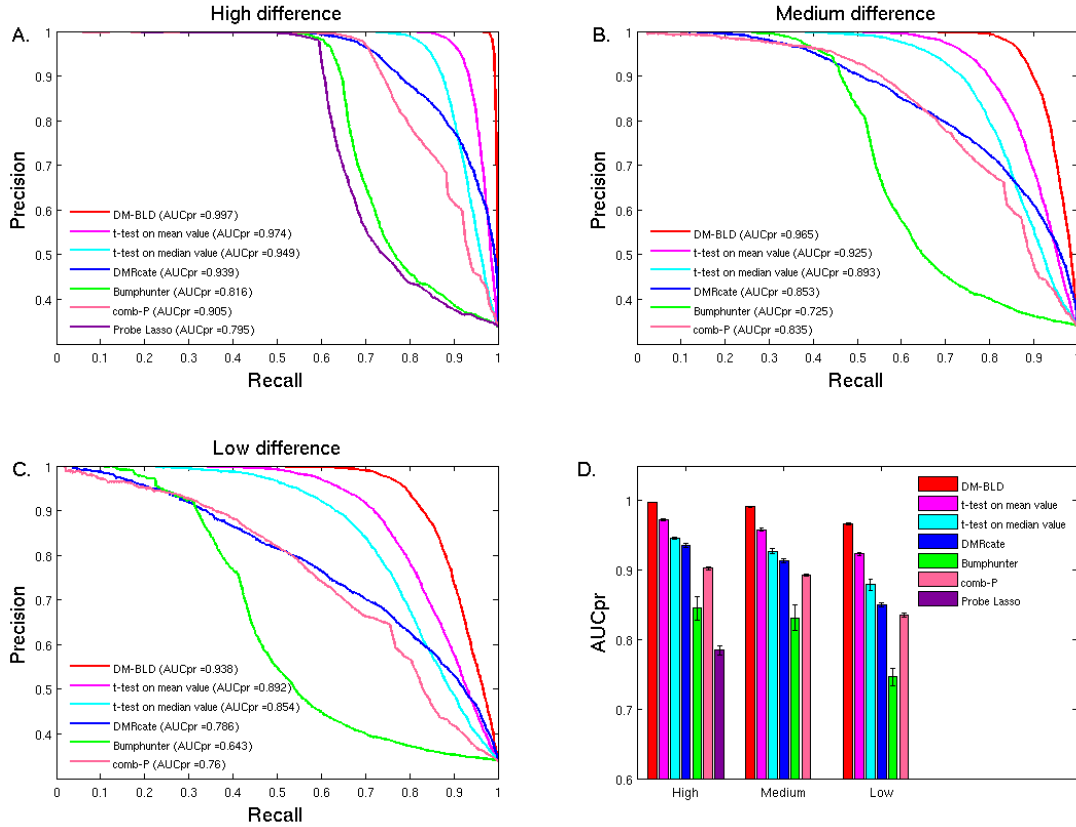 High difference
A.
1
0.9
0.8
0.7
0.6
0.5
0.4
Precision
DM-BLD (AUCpr =0.997)
t-test on mean value (AUCpr =0.974)
t-test on median value (AUCpr =0.949)
DMRcate (AUCpr =0.939)
Bumphunter (AUCpr =0.816)
comb-P (AUCpr =0.905)
Probe Lasso (AUCpr =0.795)
0 0.1 0.2 0.3 0.4 0.5 0.6 0.7 0.8 0.9 1
Recall
Medium difference
B.
1
0.9
0.8
0.7
0.6
0.5
0.4
Precision
DM-BLD (AUCpr =0.965)
t-test on mean value (AUCpr =0.925)
t-test on median value (AUCpr =0.893)
DMRcate (AUCpr =0.853)
Bumphunter (AUCpr =0.725)
comb-P (AUCpr =0.835)
0 0.1 0.2 0.3 0.4 0.5 0.6 0.7 0.8 0.9 1
Recall
Low difference
C.
1
0.9
0.8
0.7
0.6
0.5
0.4
Precision
DM-BLD (AUCpr =0.938)
t-test on mean value (AUCpr =0.892)
t-test on median value (AUCpr =0.854)
DMRcate (AUCpr =0.786)
Bumphunter (AUCpr =0.643)
comb-P (AUCpr =0.76)
0 0.1 0.2 0.3 0.4 0.5 0.6 0.7 0.8 0.9 1
Recall
D.
1
0.9
0.8
0.7
0.6
AUCpr
DM-BLD
t-test on mean value
t-test on median value
DMRcate
Bumphunter
comb-P
Probe Lasso
High Medium Low